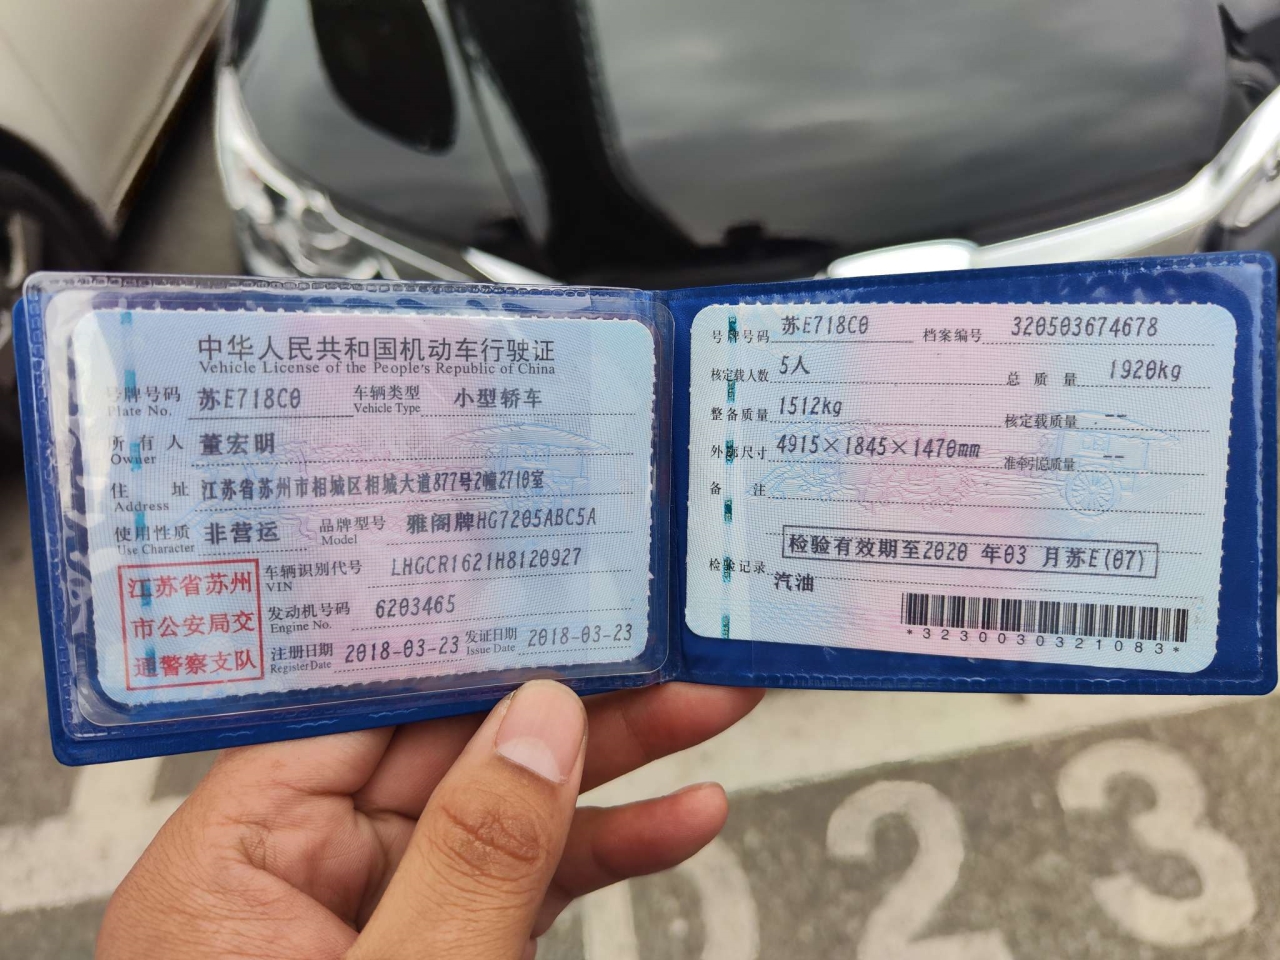 中华人民共和国机动车行驶证
Vehicle License of the People's Republic of China
号牌号码 苏E718C0 车辆类型 小型轿车
Plate No. Vehicle Type
所有人 董宏明
Owner
住址 江苏省苏州市相城区相城大道877号2幢2710室
Address
使用性质 非营运 品牌型号 雅阁牌HG7205ABC5A
Use Character Model
江苏省苏州
市公安局交
通警察支队
车辆识别代号 LHGCR1621H8120927
VIN
发动机号码 6203465
Engine No.
注册日期 2018-03-23 发证日期 2018-03-23
Register Date Issue Date
号牌号码 苏E718C0 档案编号 320503674678
核定载人数 5人 总质量 1920kg
整备质量 1512kg 核定载质量 --
外廓尺寸 4915×1845×1470mm 准牵引总质量 --
备注
检验有效期至2020 年03 月苏E(07)
检验记录
汽油
*3230030321083*
023